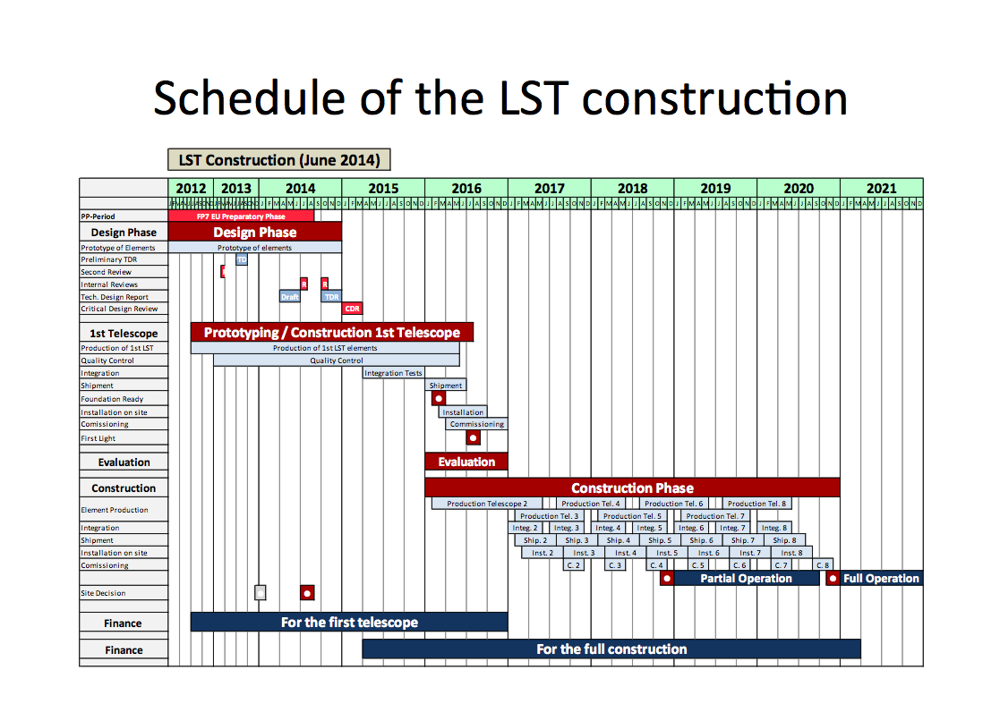 Schedule of the LST construction
LST Construction (June 2014)
2012 2013 2014 2015 2016 2017 2018 2019 2020 2021
J F M A M J J A S O N D J F M A M J J A S O N D J F M A M J J A S O N D J F M A M J J A S O N D J F M A M J J A S O N D J F M A M J J A S O N D J F M A M J J A S O N D J F M A M J J A S O N D
PP-Period FP7 EU Preparatory Phase
Design Phase Design Phase
Prototype of Elements Prototype of elements
Preliminary TDR TD
Second Review
Internal Reviews R R
Tech. Design Report Draft TDR
Critical Design Review CDR
1st Telescope Prototyping / Construction 1st Telescope
Production of 1st LST Production of 1st LST elements
Quality Control Quality Control
Integration Integration Tests
Shipment Shipment
Foundation Ready
Installation on site Installation
Comissioning Commissioning
First Light
Evaluation Evaluation
Construction Construction Phase
Element Production Production Telescope 2 Production Tel. 4 Production Tel. 6 Production Tel. 8
Production Tel. 3 Production Tel. 5 Production Tel. 7
Integration Integ. 2 Integ. 3 Integ. 4 Integ. 5 Integ. 6 Integ. 7 Integ. 8
Shipment Ship. 2 Ship. 3 Ship. 4 Ship. 5 Ship. 6 Ship. 7 Ship. 8
Installation on site Inst. 2 Inst. 3 Inst. 4 Inst. 5 Inst. 6 Inst. 7 Inst. 8
Comissioning C. 2 C. 3 C. 4 C. 5 C. 6 C. 7 C. 8
Partial Operation Full Operation
Site Decision
Finance For the first telescope
Finance For the full construction